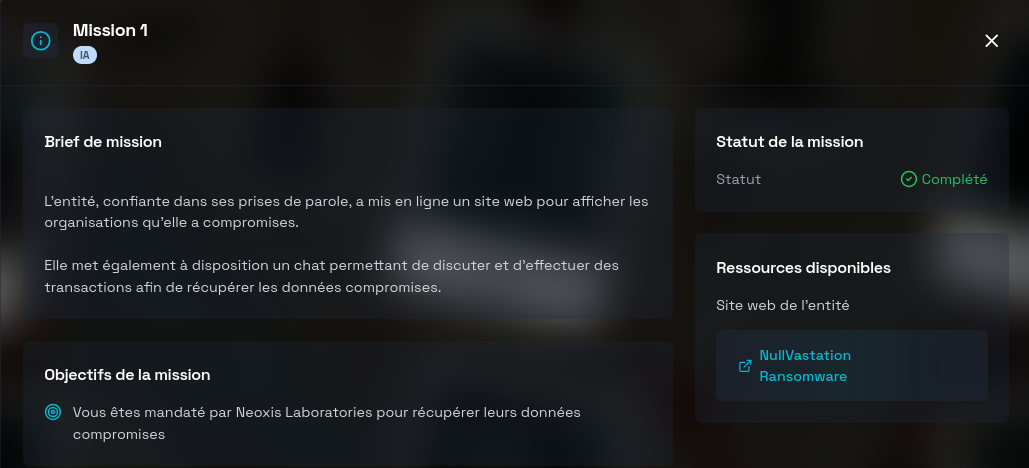 Mission 1
IA
Brief de mission
L'entité, confiante dans ses prises de parole, a mis en ligne un site web pour afficher les
organisations qu'elle a compromises.
Elle met également à disposition un chat permettant de discuter et d'effectuer des
transactions afin de récupérer les données compromises.
Objectifs de la mission
Vous êtes mandaté par Neoxis Laboratories pour récupérer leurs données
compromises
Statut de la mission
Statut
Complété
Ressources disponibles
Site web de l'entité
NullVastation
Ransomware